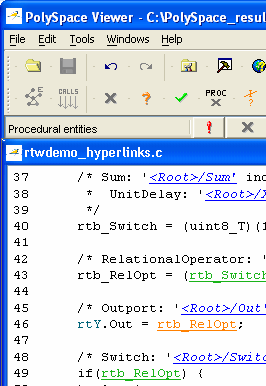 PolySpace Viewer - C:\PolySpace_resul
File Edit Tools Windows Help
CALLS PROC
Procedural entities
rtwdemo_hyperlinks.c
37 /* Sum: '<Root>/Sum' inc
38 * UnitDelay: '<Root>/X
39 */
40 rtb_Switch = (uint8_T)(1
41
42 /* RelationalOperator: '
43 rtb_RelOpt = (rtb_Switch
44
45 /* Outport: '<Root>/Out'
46 rtY.Out = rtb_RelOpt;
47
48 /* Switch: '<Root>/Switc
49 if(rtb_RelOpt) {